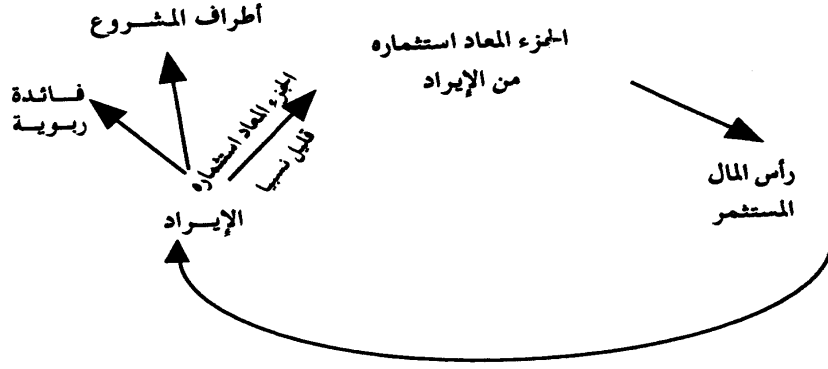 أطراف المشروع
الجزء المعاد استثماره
من الإيراد
فائدة
ربوية
الجزء المعاد استثماره
قليل نسبيا
رأس المال
المستثمر
الإيراد